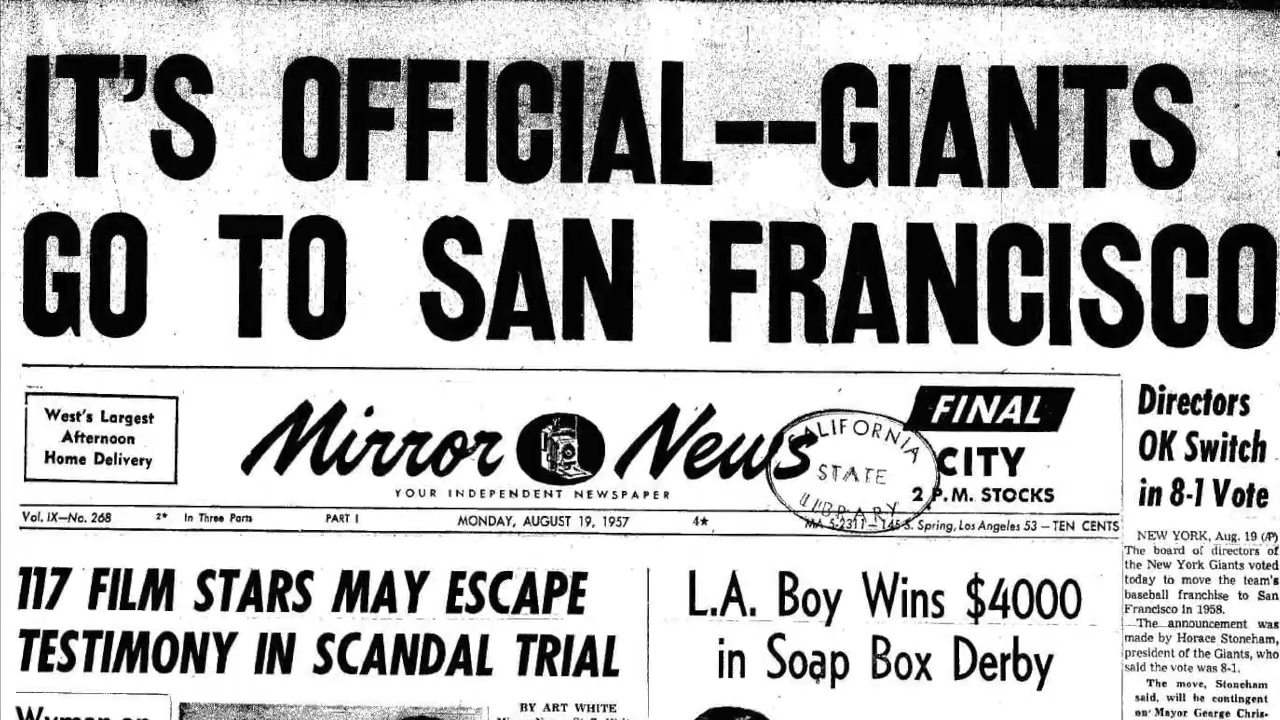 IT'S OFFICIAL--GIANTS
GO TO SAN FRANCISCO
West's Largest
Afternoon
Home Delivery
Mirror News
YOUR INDEPENDENT NEWSPAPER
FINAL
CITY
2 P.M. STOCKS
CALIFORNIA
STATE
LIBRARY
Vol. IX—No. 268 2* In Three Parts PART I MONDAY, AUGUST 19, 1957 4★ MA 5-2311—145 S. Spring, Los Angeles 53—TEN CENTS
117 FILM STARS MAY ESCAPE
TESTIMONY IN SCANDAL TRIAL
BY ART WHITE
L.A. Boy Wins $4000
in Soap Box Derby
Directors
OK Switch
in 8-1 Vote
NEW YORK, Aug. 19 (AP)
The board of directors of
the New York Giants voted
today to move the team's
baseball franchise to San
Francisco in 1958.
The announcement was
made by Horace Stoneham,
president of the Giants, who
said the vote was 8-1.
The move, Stoneham
said, will be contingent
on Mayor George Chris-